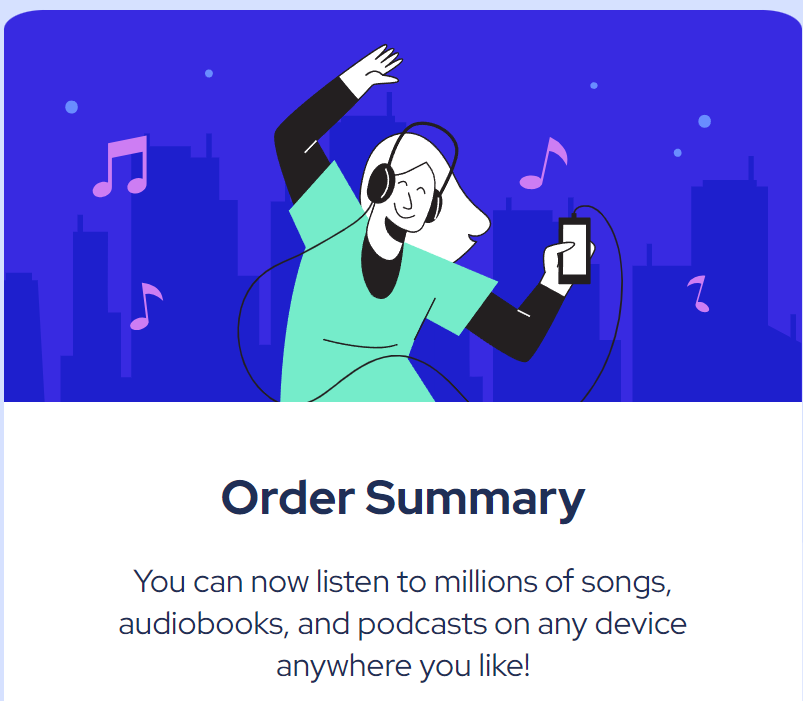 Order Summary
You can now listen to millions of songs,
audiobooks, and podcasts on any device
anywhere you like!